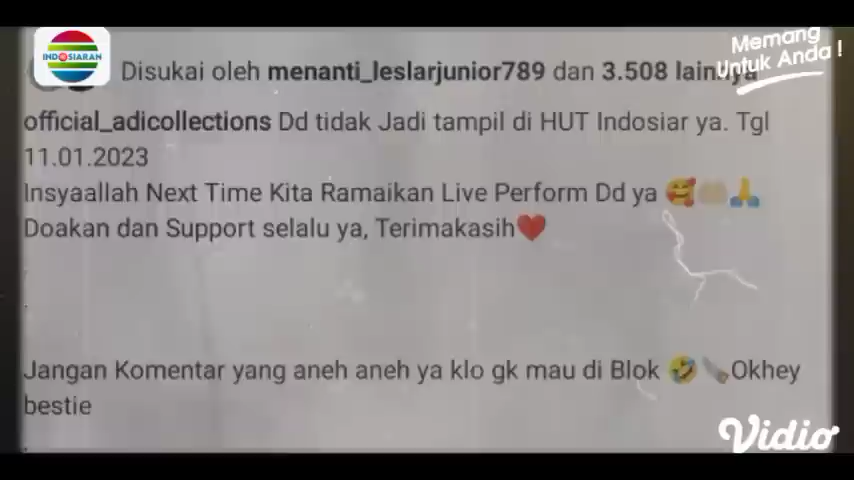 INDOSIARAN
Memang
Untuk Anda!
Disukai oleh menanti_leslarjunior789 dan 3.508 lainnya
official_adicollections Dd tidak Jadi tampil di HUT Indosiar ya. Tgl
11.01.2023
Insyaallah Next Time Kita Ramaikan Live Perform Dd ya 🥰🤲🏻🙏
Doakan dan Support selalu ya, Terimakasih❤️
.
.
Jangan Komentar yang aneh aneh ya klo gk mau di Blok 🤣🔪Okhey
bestie
.
Vidio